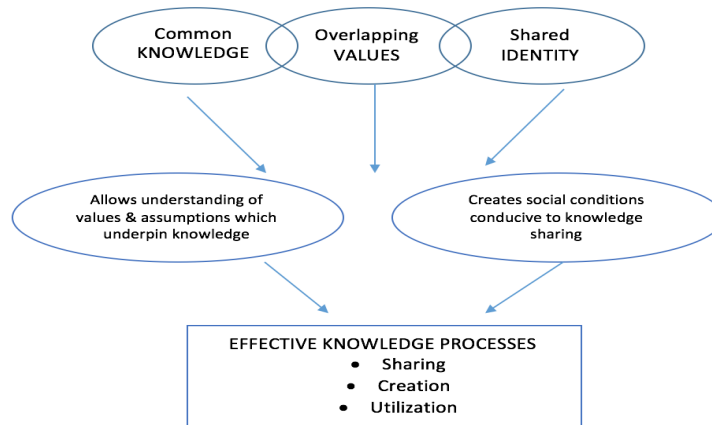 Common
KNOWLEDGE
Overlapping
VALUES
Shared
IDENTITY
Allows understanding of
values & assumptions which
underpin knowledge
Creates social conditions
conducive to knowledge
sharing
EFFECTIVE KNOWLEDGE PROCESSES
• Sharing
• Creation
• Utilization